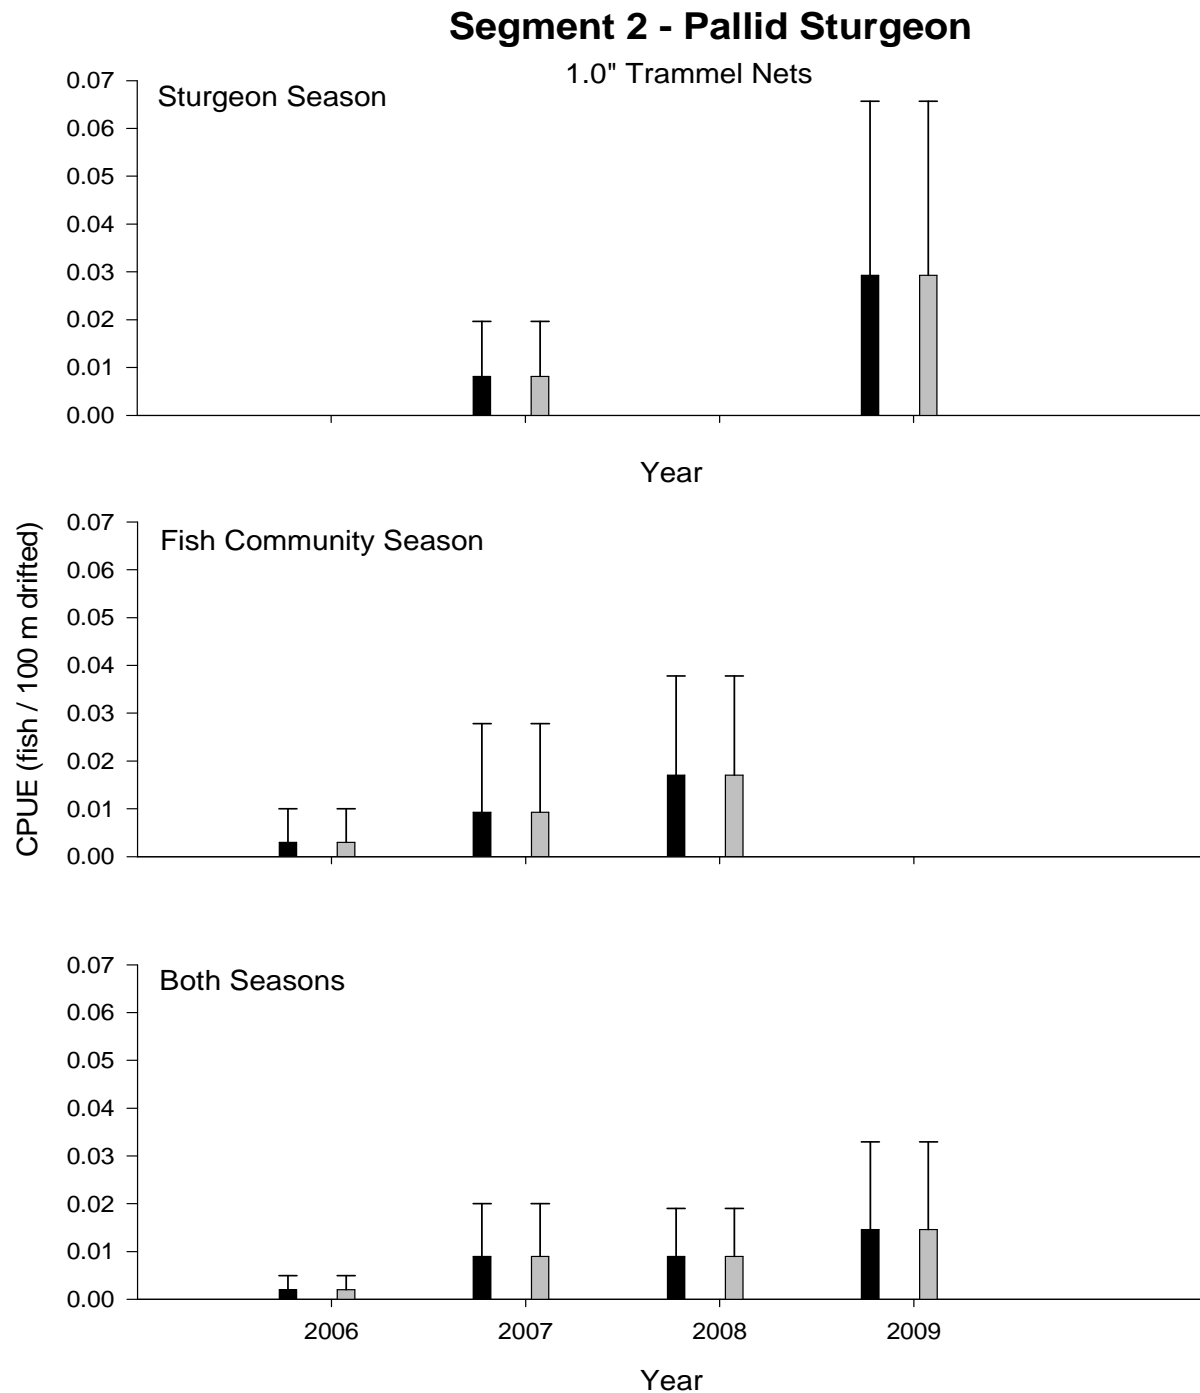 Segment 2 - Pallid Sturgeon
1.0" Trammel Nets
Sturgeon Season
0.07
0.06
0.05
0.04
0.03
0.02
0.01
0.00
Year
CPUE (fish / 100 m drifted)
Fish Community Season
0.07
0.06
0.05
0.04
0.03
0.02
0.01
0.00
Both Seasons
0.07
0.06
0.05
0.04
0.03
0.02
0.01
0.00
2006 2007 2008 2009
Year